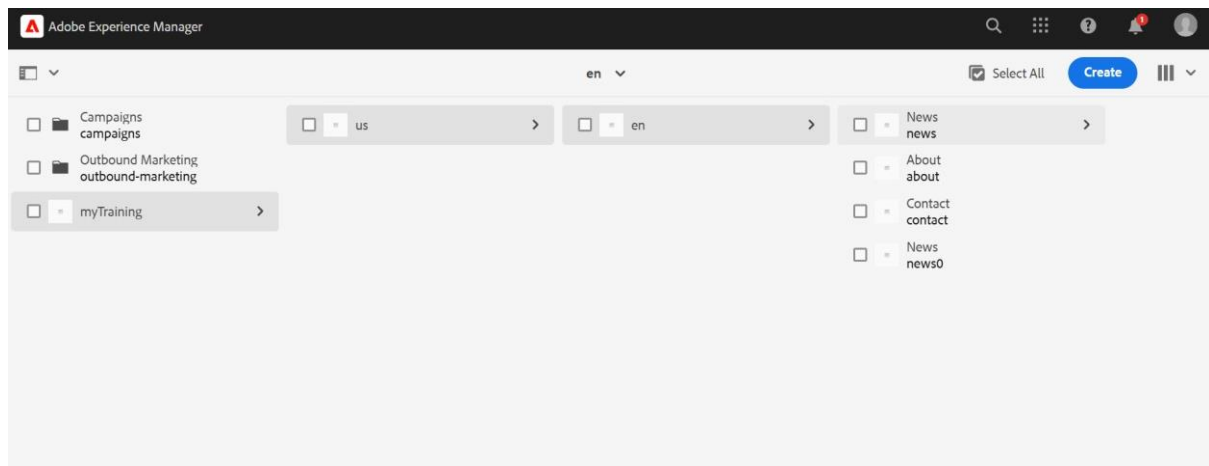 Adobe Experience Manager
1
en
Select All
Create
Campaigns
campaigns
Outbound Marketing
outbound-marketing
myTraining
us
en
News
news
About
about
Contact
contact
News
news0